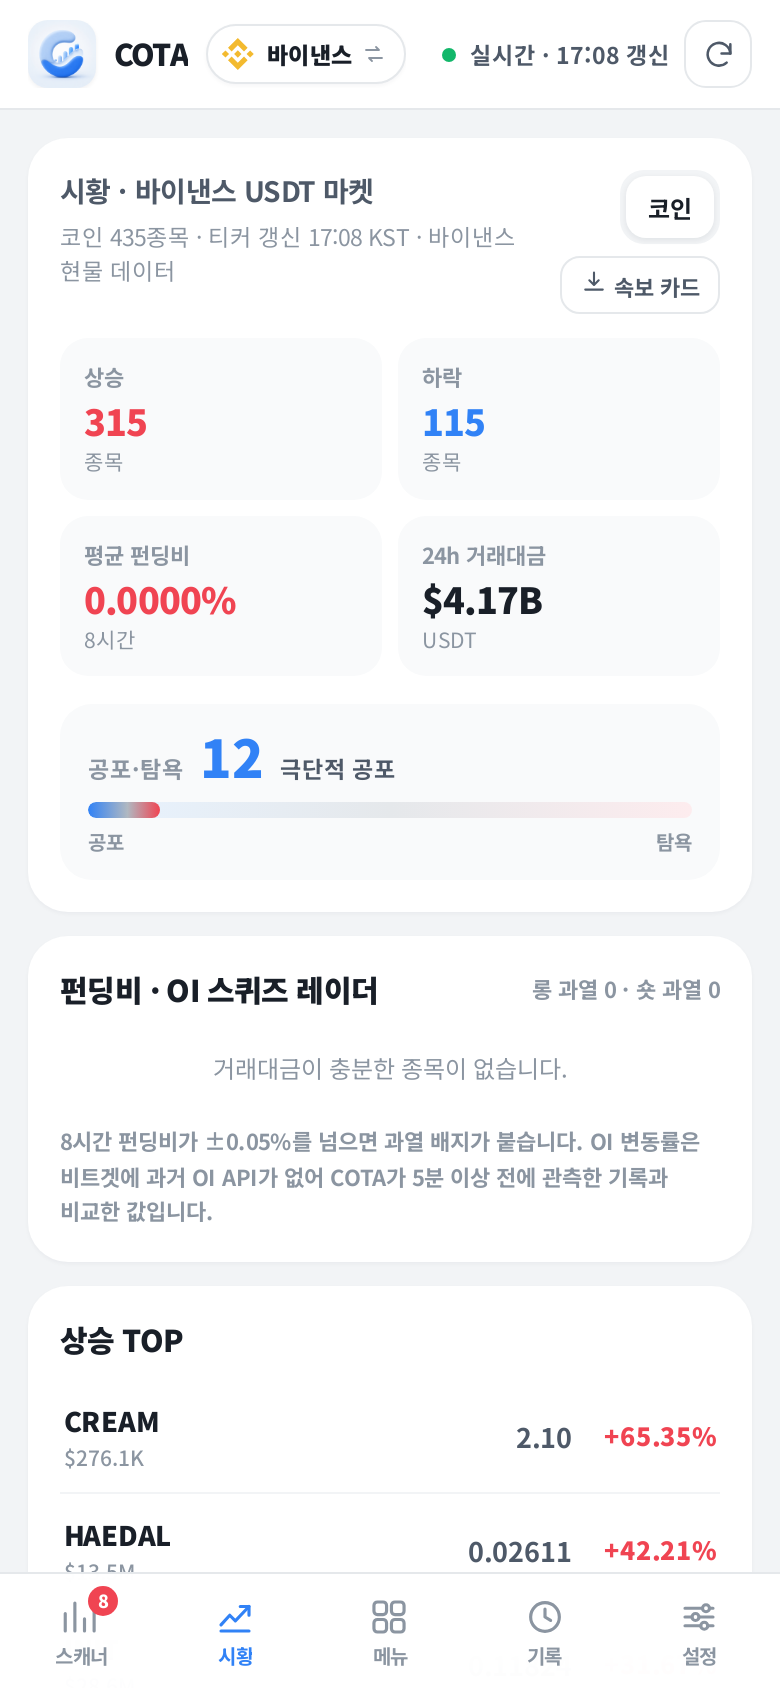 COTA
바이낸스
실시간 · 17:08 갱신
시황 · 바이낸스 USDT 마켓
코인 435종목 · 티커 갱신 17:08 KST · 바이낸스
현물 데이터
코인
속보 카드
상승
315
종목
하락
115
종목
평균 펀딩비
0.0000%
8시간
24h 거래대금
$4.17B
USDT
공포·탐욕 12 극단적 공포
공포
탐욕
펀딩비 · OI 스퀴즈 레이더
롱 과열 0 · 숏 과열 0
거래대금이 충분한 종목이 없습니다.
8시간 펀딩비가 ±0.05%를 넘으면 과열 배지가 붙습니다. OI 변동률은
비트겟에 과거 OI API가 없어 COTA가 5분 이상 전에 관측한 기록과
비교한 값입니다.
상승 TOP
CREAM
2.10 +65.35%
$276.1K
HAEDAL
0.02611 +42.21%
$13.5M
8
스캐너
시황
메뉴
기록
설정